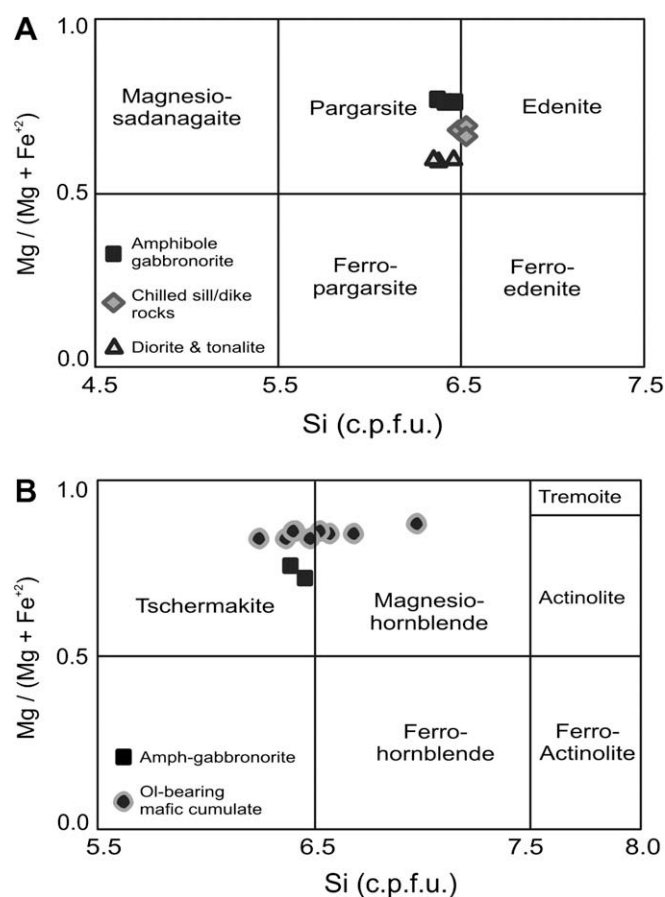 A
1.0
Magnesio-
sadanagaite
Pargarsite
Edenite
Mg / (Mg + Fe⁺²)
0.5
Amphibole
gabbronorite
Chilled sill/dike
rocks
Diorite & tonalite
Ferro-
pargarsite
Ferro-
edenite
0.0
4.5 5.5 6.5 7.5
Si (c.p.f.u.)
B
1.0
Tremoite
Tschermakite
Magnesio-
hornblende
Actinolite
Mg / (Mg + Fe⁺²)
0.5
Ferro-
hornblende
Ferro-
Actinolite
Amph-gabbronorite
Ol-bearing
mafic cumulate
0.0
5.5 6.5 7.5 8.0
Si (c.p.f.u.)